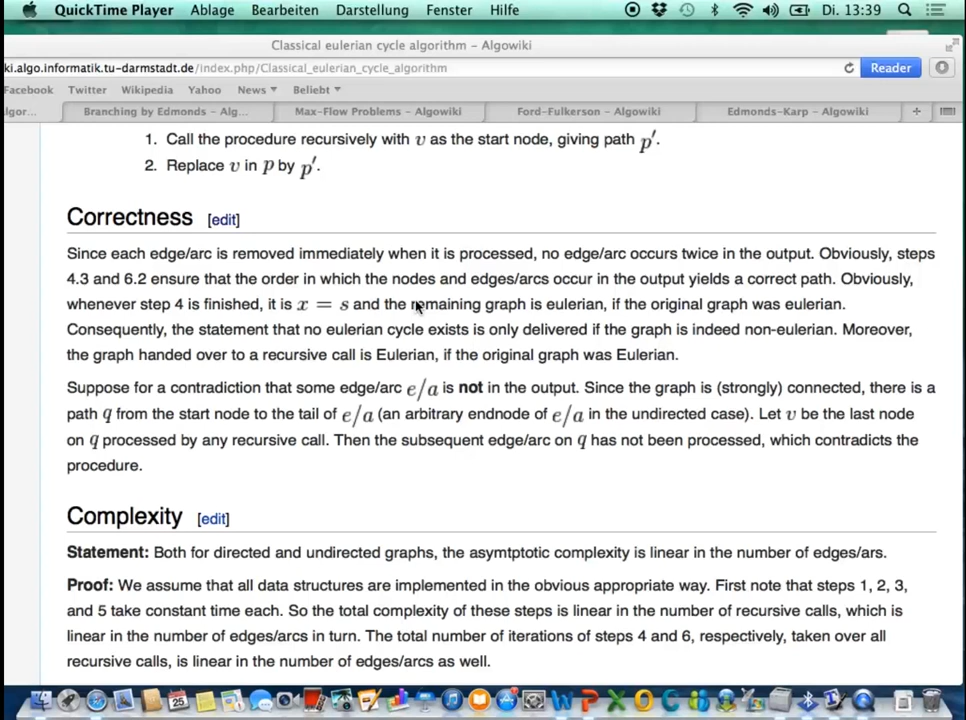 QuickTime Player Ablage Bearbeiten Darstellung Fenster Hilfe Di. 13:39
Classical eulerian cycle algorithm – Algowiki
ki.algo.informatik.tu-darmstadt.de/index.php/Classical_eulerian_cycle_algorithm Reader
Facebook Twitter Wikipedia Yahoo News ▾ Beliebt ▾
lgor... Branching by Edmonds - Alg... Max-Flow Problems - Algowiki Ford-Fulkerson - Algowiki Edmonds-Karp - Algowiki +
1. Call the procedure recursively with v as the start node, giving path p′.
2. Replace v in p by p′.
Correctness [edit]
Since each edge/arc is removed immediately when it is processed, no edge/arc occurs twice in the output. Obviously, steps
4.3 and 6.2 ensure that the order in which the nodes and edges/arcs occur in the output yields a correct path. Obviously,
whenever step 4 is finished, it is x = s and the remaining graph is eulerian, if the original graph was eulerian.
Consequently, the statement that no eulerian cycle exists is only delivered if the graph is indeed non-eulerian. Moreover,
the graph handed over to a recursive call is Eulerian, if the original graph was Eulerian.
Suppose for a contradiction that some edge/arc e/a is not in the output. Since the graph is (strongly) connected, there is a
path q from the start node to the tail of e/a (an arbitrary endnode of e/a in the undirected case). Let v be the last node
on q processed by any recursive call. Then the subsequent edge/arc on q has not been processed, which contradicts the
procedure.
Complexity [edit]
Statement: Both for directed and undirected graphs, the asymtptotic complexity is linear in the number of edges/ars.
Proof: We assume that all data structures are implemented in the obvious appropriate way. First note that steps 1, 2, 3,
and 5 take constant time each. So the total complexity of these steps is linear in the number of recursive calls, which is
linear in the number of edges/arcs in turn. The total number of iterations of steps 4 and 6, respectively, taken over all
recursive calls, is linear in the number of edges/arcs as well.